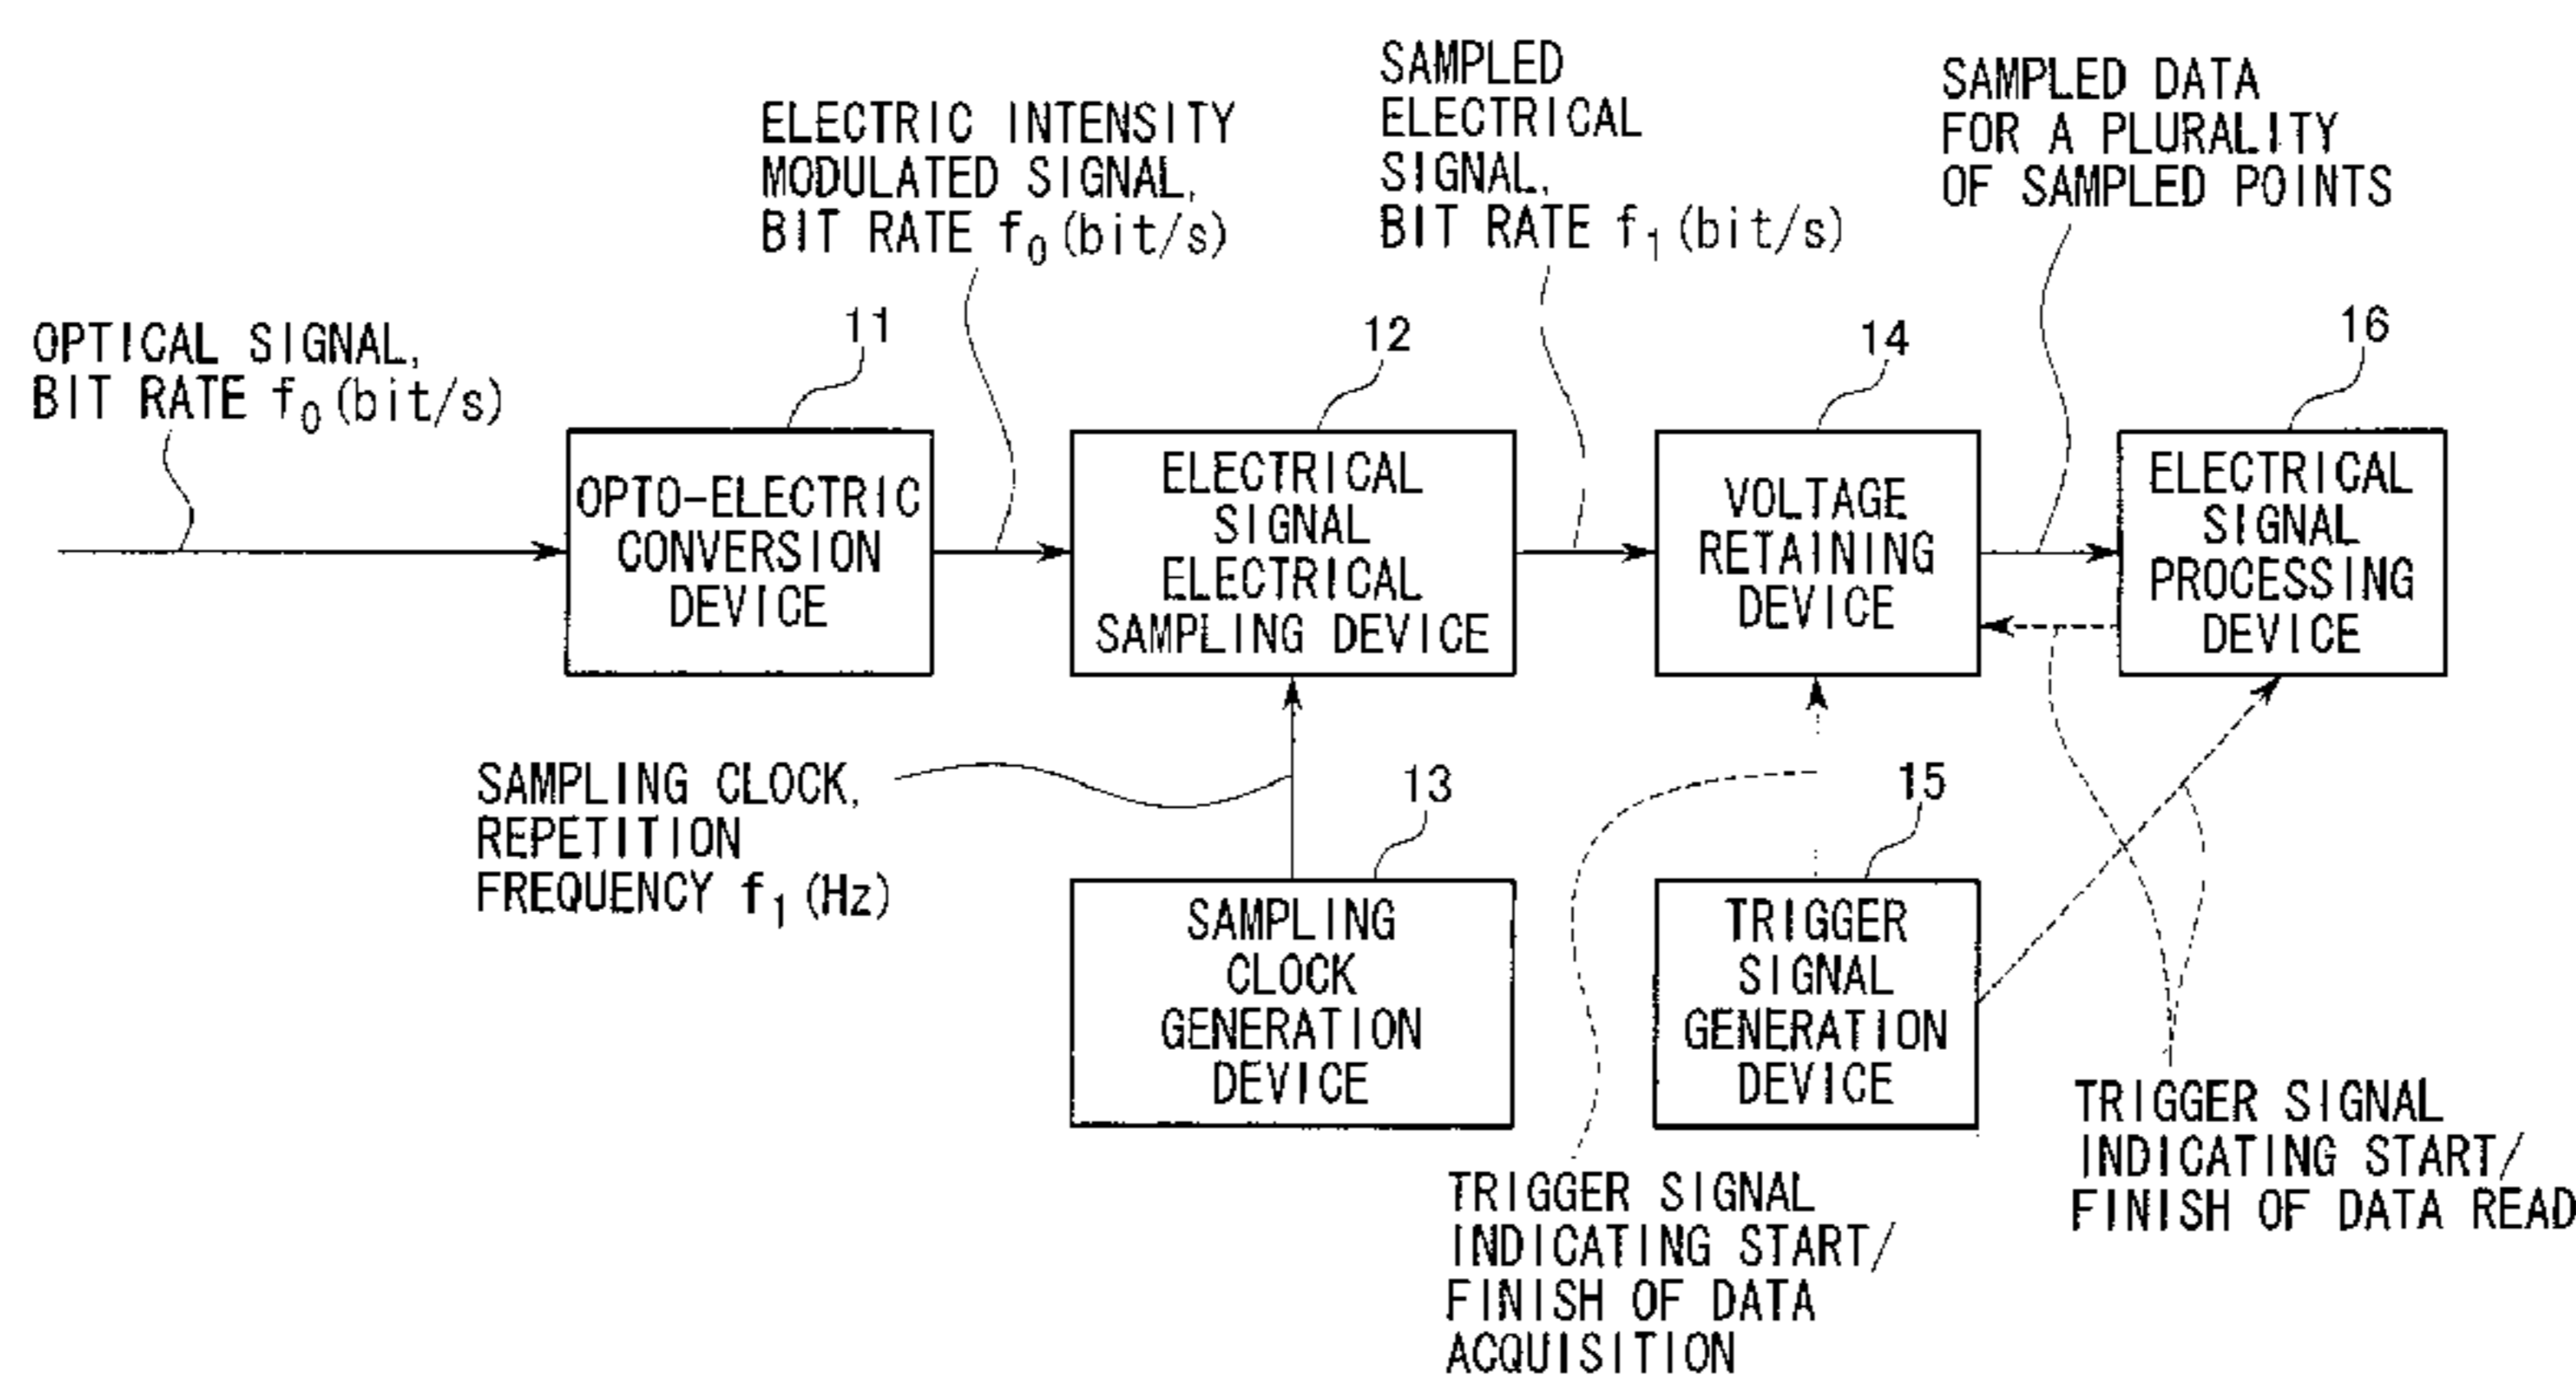 OPTICAL SIGNAL,
BIT RATE f₀(bit/s)
ELECTRIC INTENSITY
MODULATED SIGNAL,
BIT RATE f₀(bit/s)
SAMPLED
ELECTRICAL
SIGNAL,
BIT RATE f₁(bit/s)
SAMPLED DATA
FOR A PLURALITY
OF SAMPLED POINTS
11
OPTO-ELECTRIC
CONVERSION
DEVICE
12
ELECTRICAL
SIGNAL
ELECTRICAL
SAMPLING DEVICE
14
VOLTAGE
RETAINING
DEVICE
16
ELECTRICAL
SIGNAL
PROCESSING
DEVICE
SAMPLING CLOCK,
REPETITION
FREQUENCY f₁(Hz)
13
SAMPLING
CLOCK
GENERATION
DEVICE
15
TRIGGER
SIGNAL
GENERATION
DEVICE
TRIGGER SIGNAL
INDICATING START/
FINISH OF DATA
ACQUISITION
TRIGGER SIGNAL
INDICATING START/
FINISH OF DATA READ